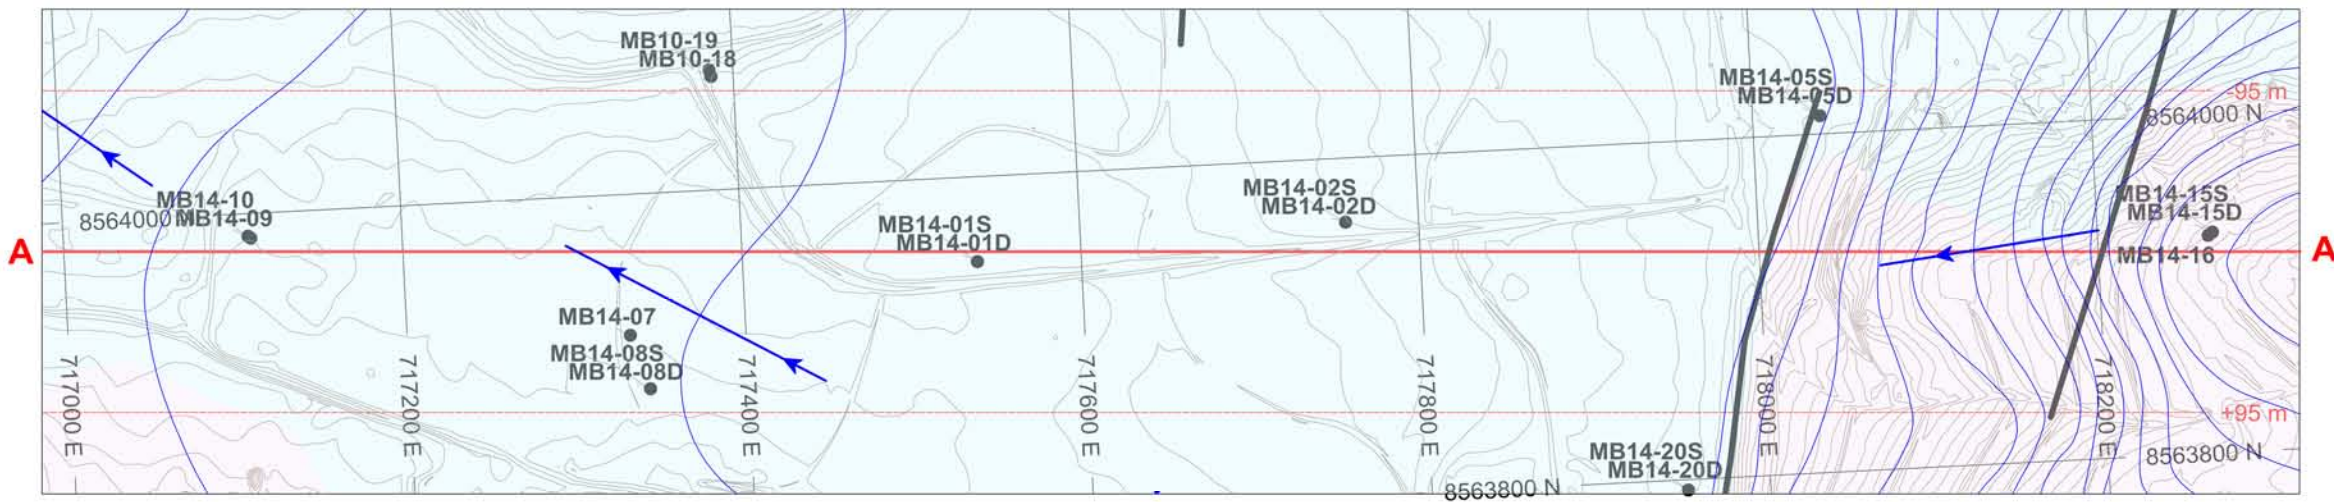 MB10-19
MB10-18
MB14-05S
MB14-05D
-95 m
8564000 N
MB14-10
MB14-09
8564000 N
MB14-02S
MB14-02D
MB14-15S
MB14-15D
MB14-01S
MB14-01D
A
A
MB14-16
MB14-07
MB14-08S
MB14-08D
717000 E
717200 E
717400 E
717600 E
717800 E
718000 E
718200 E
+95 m
MB14-20S
MB14-20D
8563800 N
8563800 N